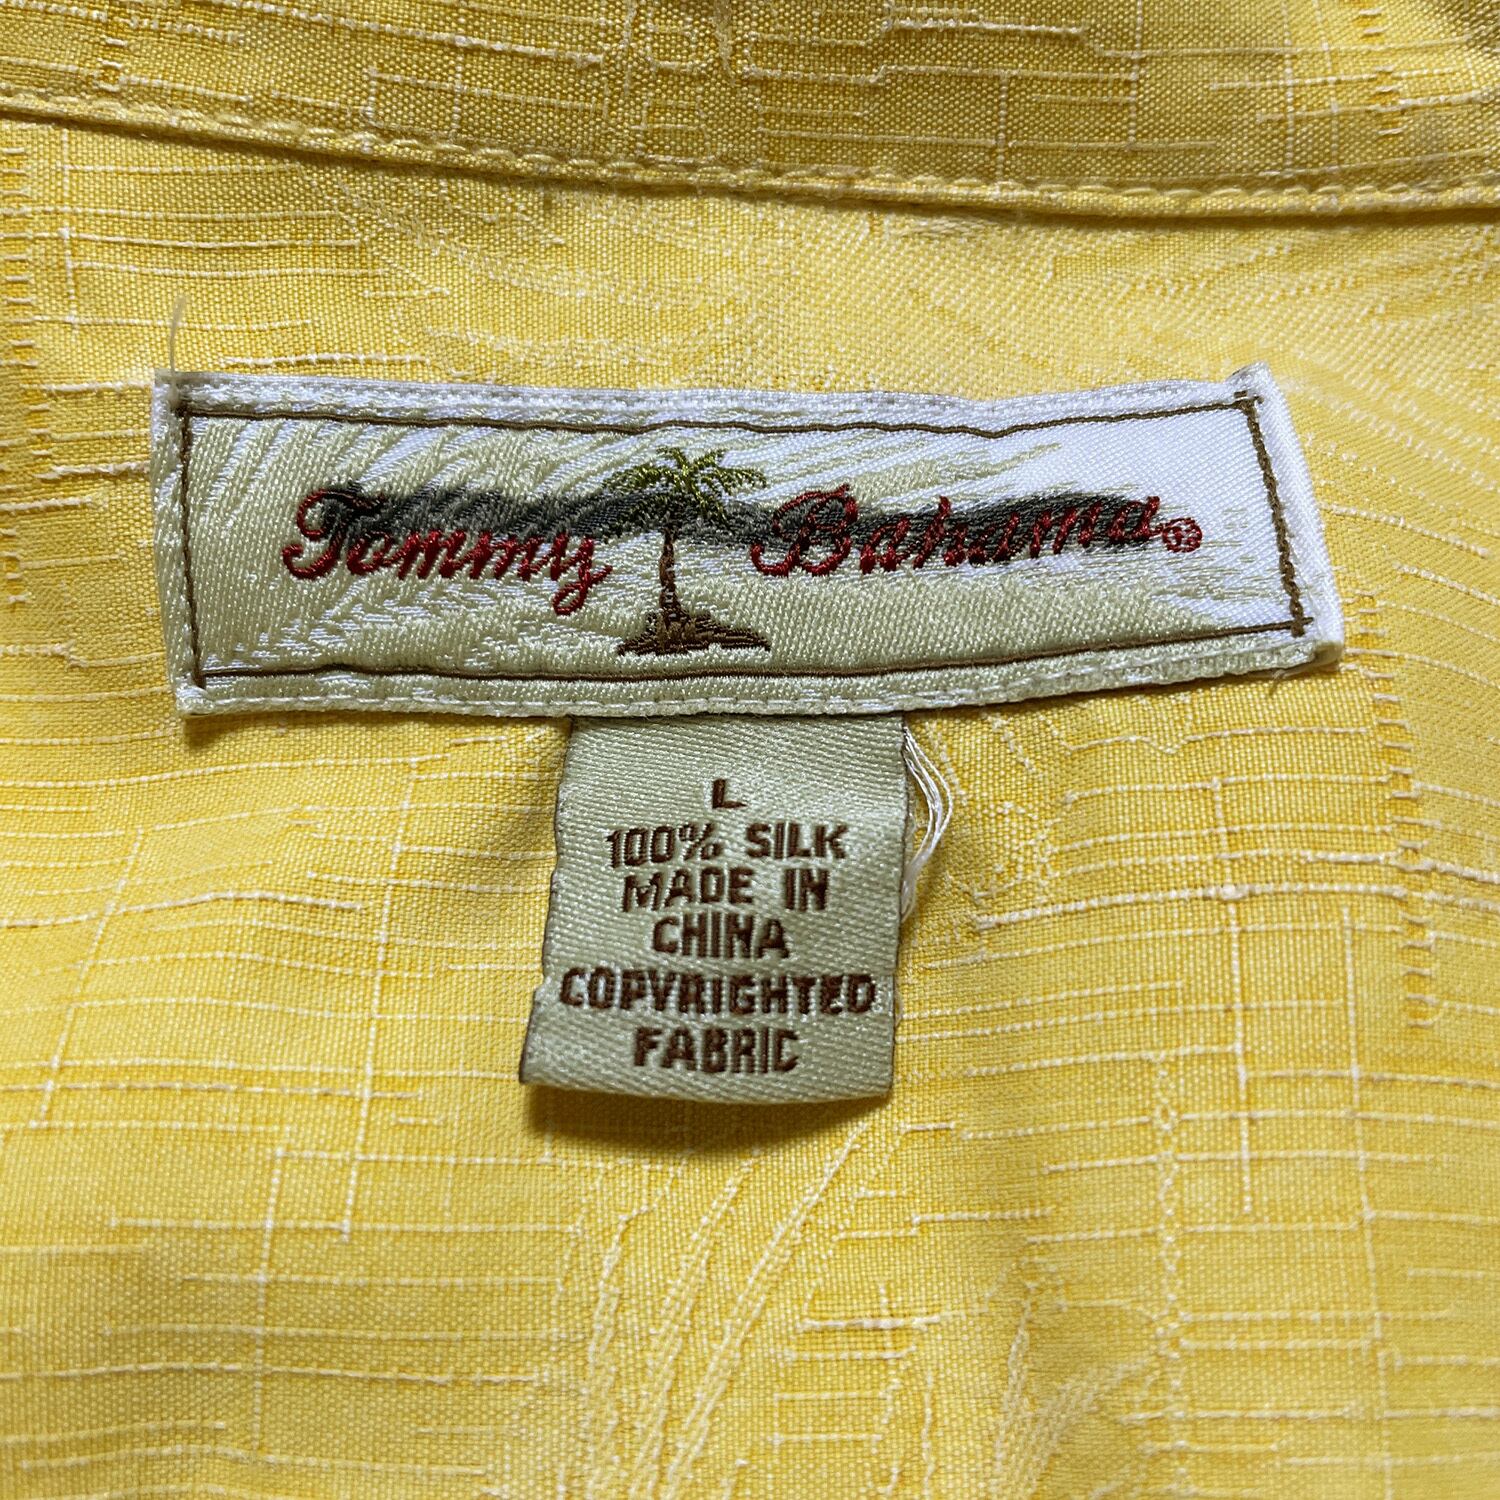 Tommy Bahama®
L
100% SILK
MADE IN
CHINA
COPYRIGHTED
FABRIC